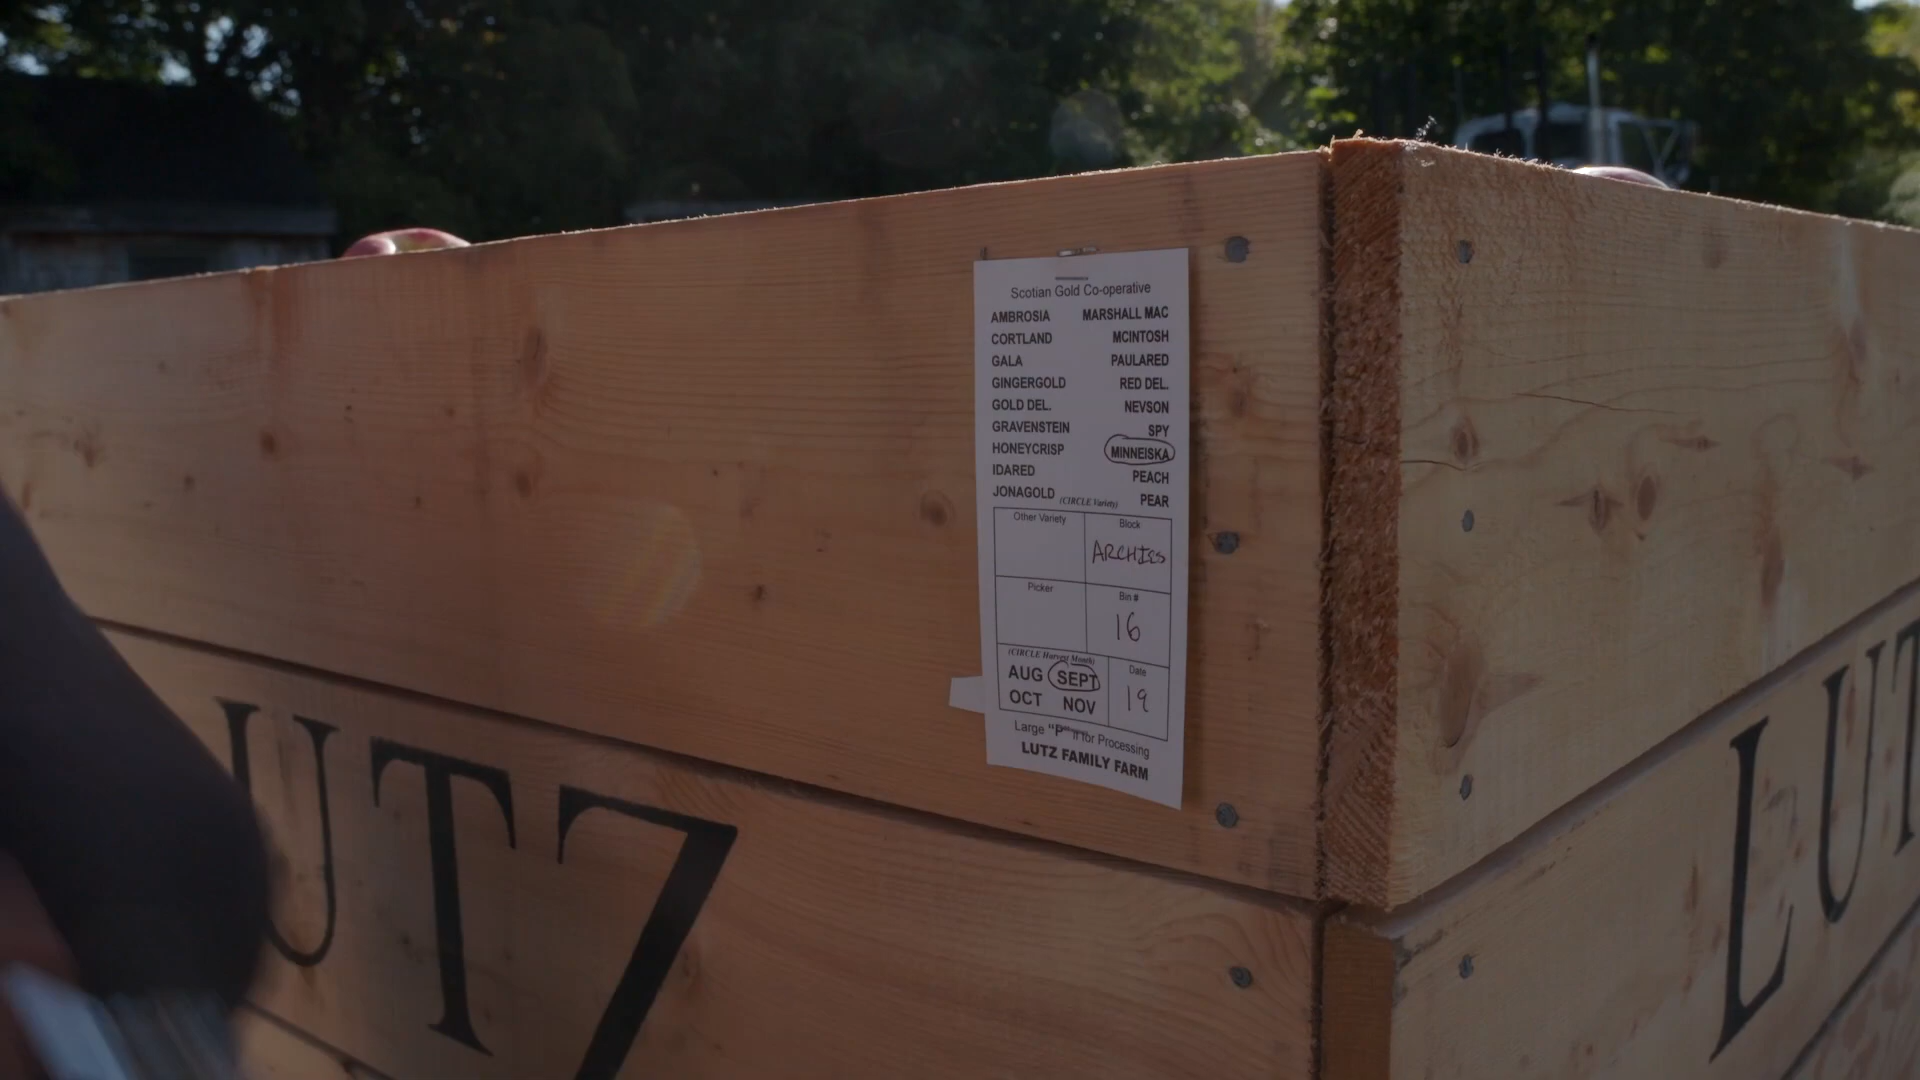 Scotian Gold Co-operative
AMBROSIA MARSHALL MAC
CORTLAND MCINTOSH
GALA PAULARED
GINGERGOLD RED DEL.
GOLD DEL. NEVSON
GRAVENSTEIN SPY
HONEYCRISP MINNEISKA
IDARED PEACH
JONAGOLD (CIRCLE Variety) PEAR
Other Variety Block
ARCHIES
Picker Bin #
16
(CIRCLE Harvest Month) Date
AUG SEPT 19
OCT NOV
Large "P" if for Processing
LUTZ FAMILY FARM
UTZ
LUT